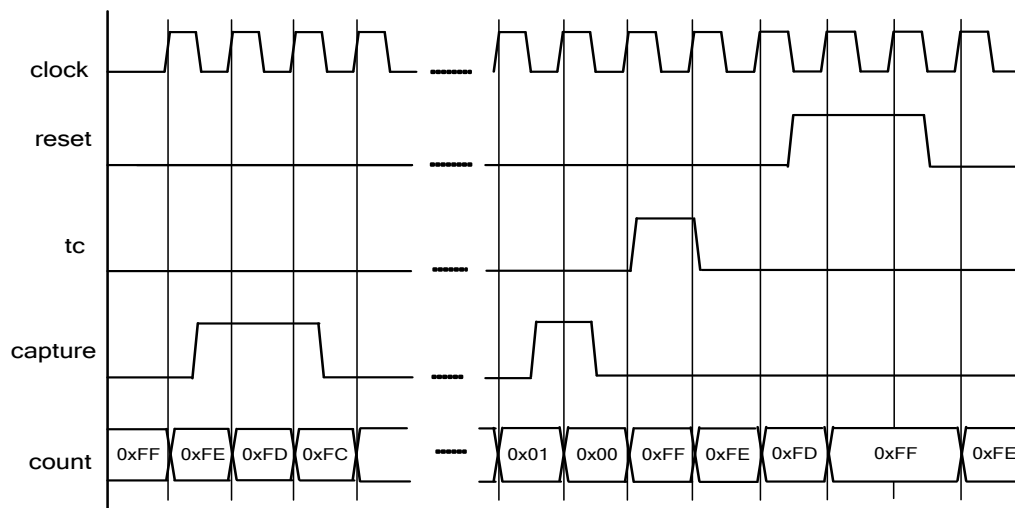 clock
reset
tc
capture
count
0xFF 0xFE 0xFD 0xFC 0x01 0x00 0xFF 0xFE 0xFD 0xFF 0xFE